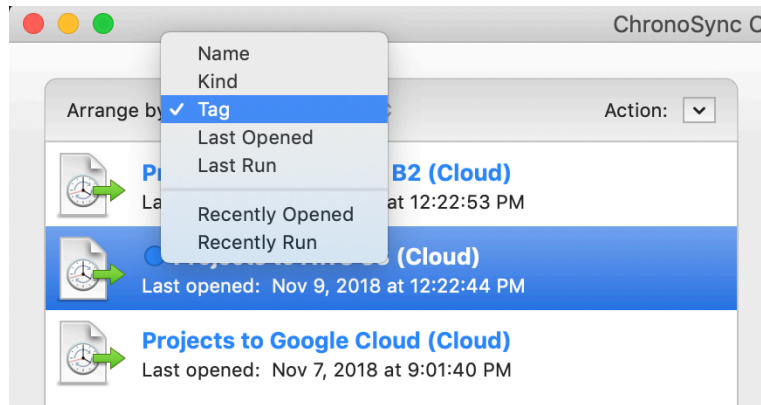 ChronoSync
Name
Kind
Arrange by
✓ Tag
Action:
Last Opened
Last Run
B2 (Cloud)
at 12:22:53 PM
Recently Opened
Recently Run
(Cloud)
Last opened: Nov 9, 2018 at 12:22:44 PM
Projects to Google Cloud (Cloud)
Last opened: Nov 7, 2018 at 9:01:40 PM